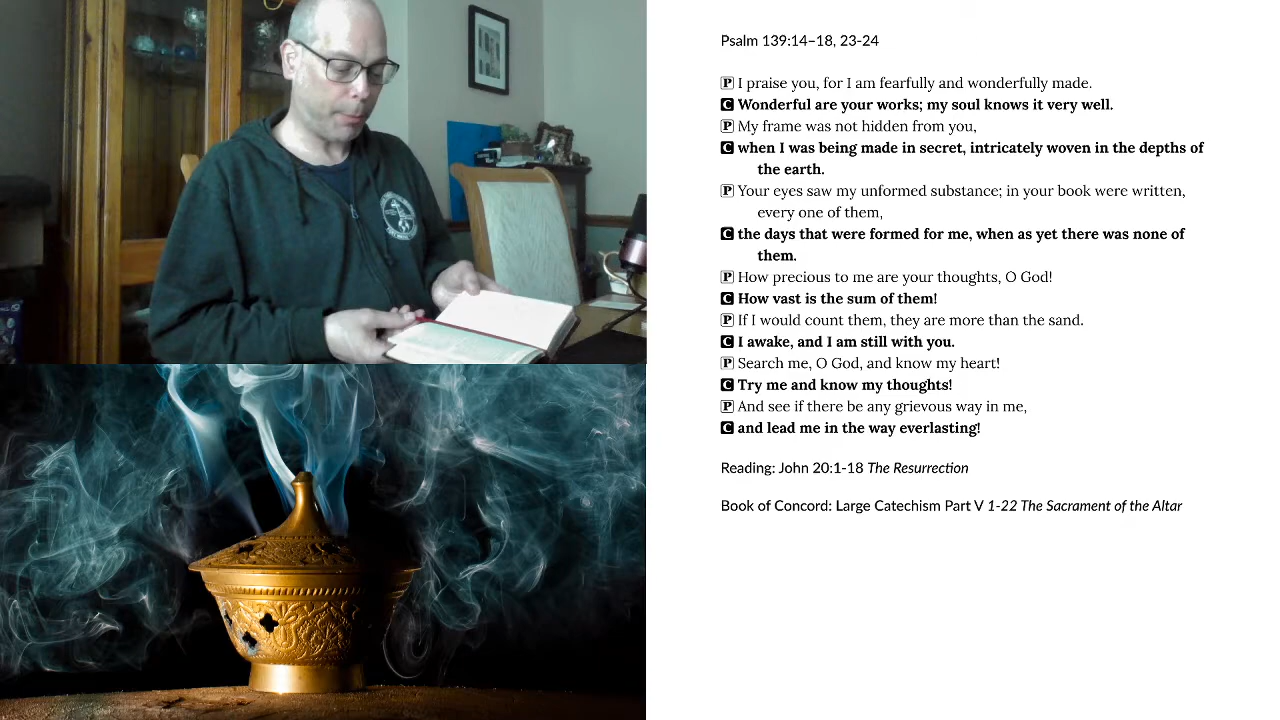 Psalm 139:14–18, 23-24
P I praise you, for I am fearfully and wonderfully made.
C Wonderful are your works; my soul knows it very well.
P My frame was not hidden from you,
C when I was being made in secret, intricately woven in the depths of
the earth.
P Your eyes saw my unformed substance; in your book were written,
every one of them,
C the days that were formed for me, when as yet there was none of
them.
P How precious to me are your thoughts, O God!
C How vast is the sum of them!
P If I would count them, they are more than the sand.
C I awake, and I am still with you.
P Search me, O God, and know my heart!
C Try me and know my thoughts!
P And see if there be any grievous way in me,
C and lead me in the way everlasting!
Reading: John 20:1-18 The Resurrection
Book of Concord: Large Catechism Part V 1-22 The Sacrament of the Altar